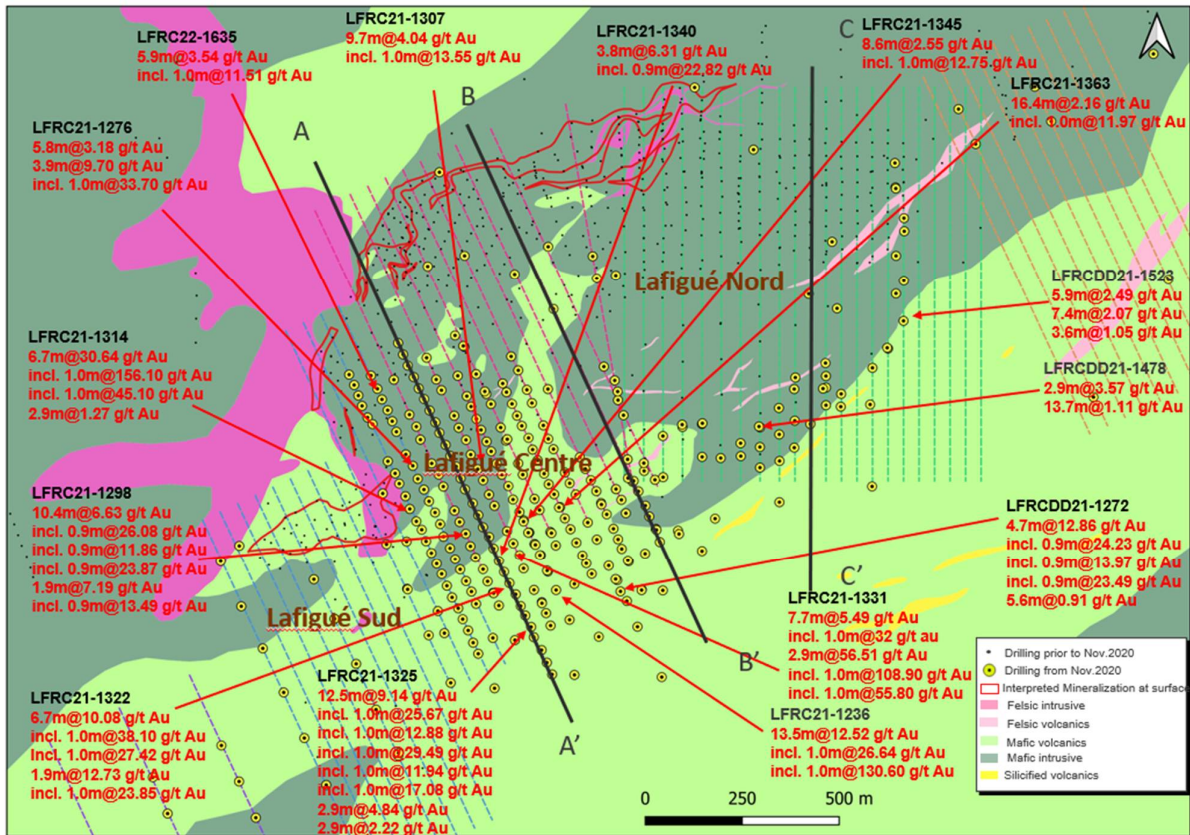 LFRC22-1635
5.9m@3.54 g/t Au
incl. 1.0m@11.51 g/t Au
LFRC21-1307
9.7m@4.04 g/t Au
incl. 1.0m@13.55 g/t Au
LFRC21-1340
3.8m@6.31 g/t Au
incl. 0.9m@22,82 g/t Au
LFRC21-1345
8.6m@2.55 g/t Au
incl. 1.0m@12.75 g/t Au
LFRC21-1363
16.4m@2.16 g/t Au
incl. 1.0m@11.97 g/t Au
A
B
C
LFRC21-1276
5.8m@3.18 g/t Au
3.9m@9.70 g/t Au
incl. 1.0m@33.70 g/t Au
Lafigué Nord
LFRCDD21-1523
5.9m@2.49 g/t Au
7.4m@2.07 g/t Au
3.6m@1.05 g/t Au
LFRC21-1314
6.7m@30.64 g/t Au
incl. 1.0m@156.10 g/t Au
incl. 1.0m@45.10 g/t Au
2.9m@1.27 g/t Au
LFRCDD21-1478
2.9m@3.57 g/t Au
13.7m@1.11 g/t Au
Lafigué Centre
LFRC21-1298
10.4m@6.63 g/t Au
incl. 0.9m@26.08 g/t Au
incl. 0.9m@11.86 g/t Au
incl. 0.9m@23.87 g/t Au
1.9m@7.19 g/t Au
incl. 0.9m@13.49 g/t Au
LFRCDD21-1272
4.7m@12.86 g/t Au
incl. 0.9m@24.23 g/t Au
incl. 0.9m@13.97 g/t Au
incl. 0.9m@23.49 g/t Au
5.6m@0.91 g/t Au
Lafigué Sud
C'
LFRC21-1331
7.7m@5.49 g/t Au
incl. 1.0m@32 g/t au
2.9m@56.51 g/t Au
incl. 1.0m@108.90 g/t Au
incl. 1.0m@55.80 g/t Au
B'
A'
LFRC21-1322
6.7m@10.08 g/t Au
incl. 1.0m@38.10 g/t Au
Incl. 1.0m@27.42 g/t Au
1.9m@12.73 g/t Au
incl. 1.0m@23.85 g/t Au
LFRC21-1325
12.5m@9.14 g/t Au
incl. 1.0m@25.67 g/t Au
incl. 1.0m@12.88 g/t Au
incl. 1.0m@29.49 g/t Au
incl. 1.0m@11.94 g/t Au
incl. 1.0m@17.08 g/t Au
2.9m@4.84 g/t Au
2.9m@2.22 g/t Au
LFRC21-1236
13.5m@12.52 g/t Au
incl. 1.0m@26.64 g/t Au
incl. 1.0m@130.60 g/t Au
Drilling prior to Nov.2020
Drilling from Nov.2020
Interpreted Mineralization at surface
Felsic intrusive
Felsic volcanics
Mafic volcanics
Mafic intrusive
Silicified volcanics
0 250 500 m